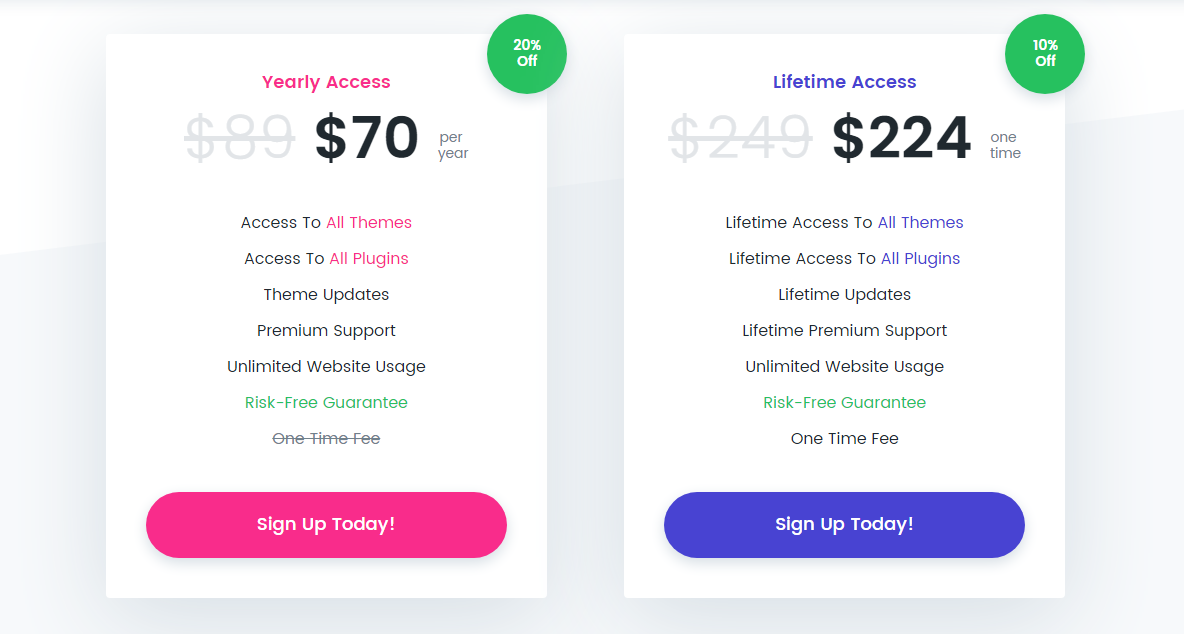 20%
Off
Yearly Access
$89 $70 per
year
Access To All Themes
Access To All Plugins
Theme Updates
Premium Support
Unlimited Website Usage
Risk-Free Guarantee
One Time Fee
Sign Up Today!
10%
Off
Lifetime Access
$249 $224 one
time
Lifetime Access To All Themes
Lifetime Access To All Plugins
Lifetime Updates
Lifetime Premium Support
Unlimited Website Usage
Risk-Free Guarantee
One Time Fee
Sign Up Today!